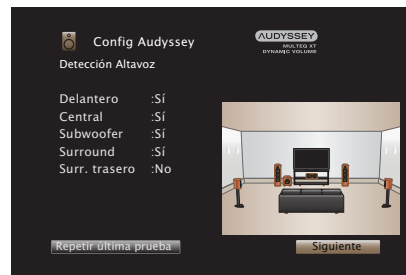 Config Audyssey
AUDYSSEY
MULTEQ XT
DYNAMIC VOLUME
Detección Altavoz
Delantero :Sí
Central :Sí
Subwoofer :Sí
Surround :Sí
Surr. trasero :No
Repetir última prueba
Siguiente